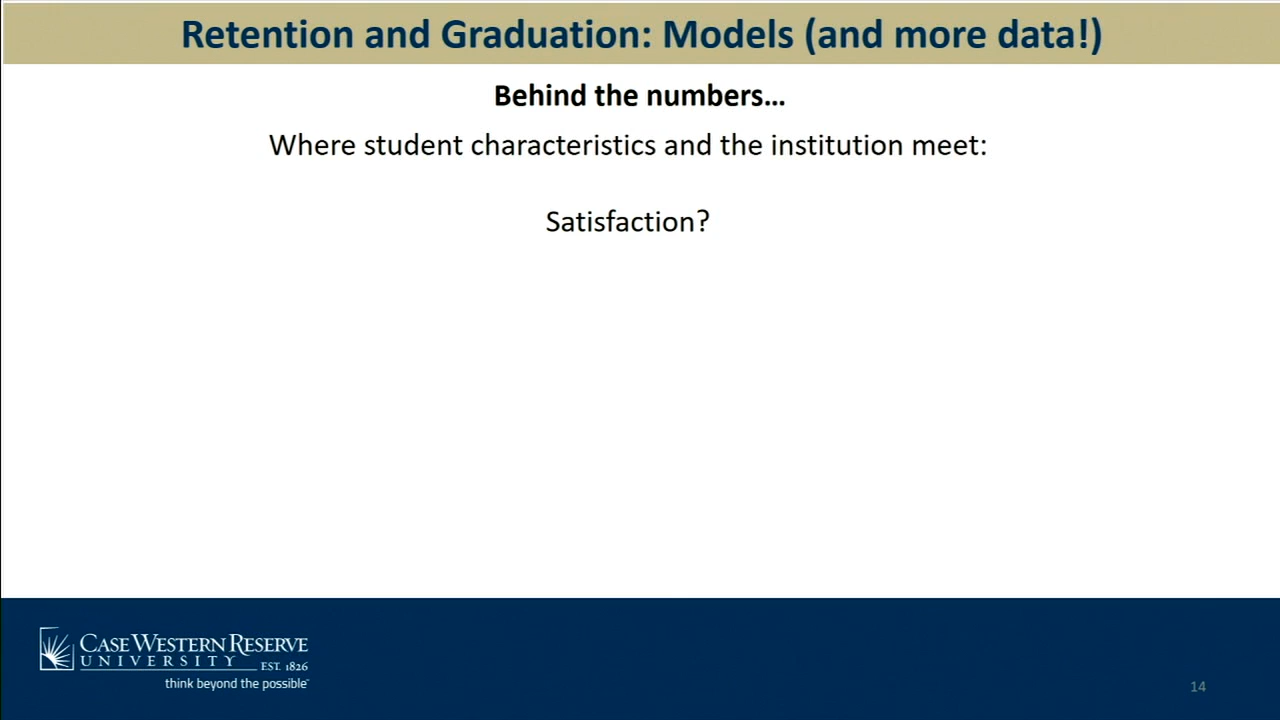 Retention and Graduation: Models (and more data!)
Behind the numbers...
Where student characteristics and the institution meet:
Satisfaction?
CASE WESTERN RESERVE
UNIVERSITY EST. 1826
think beyond the possible™
14